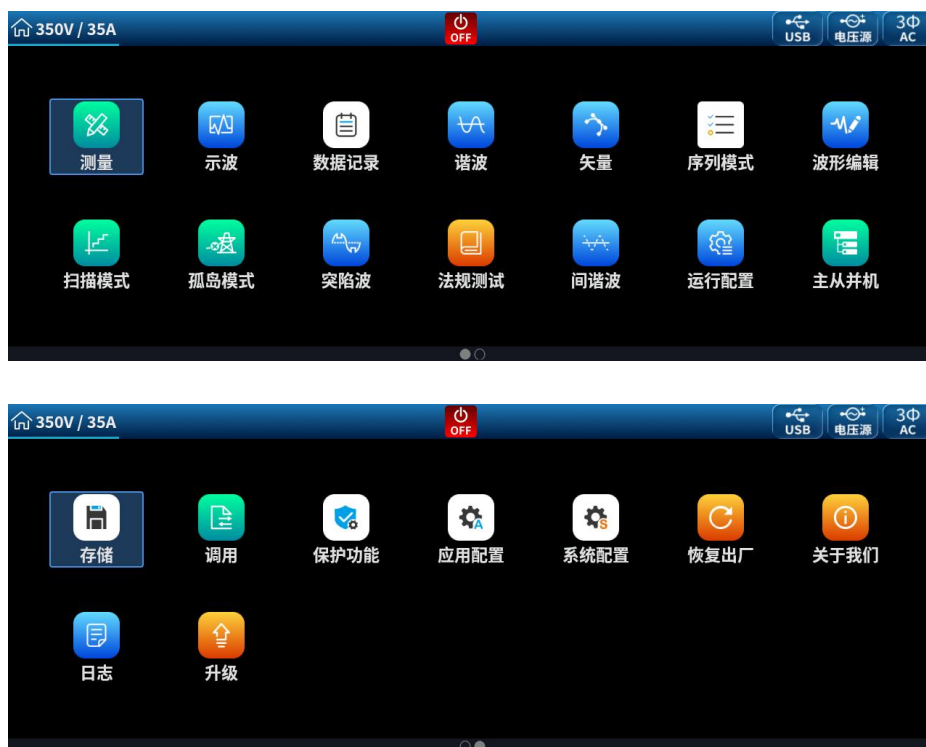 350V / 35A
OFF
USB
电压源
3Φ
AC
测量
示波
数据记录
谐波
矢量
序列模式
波形编辑
扫描模式
孤岛模式
突陷波
法规测试
间谐波
运行配置
主从并机
350V / 35A
OFF
USB
电压源
3Φ
AC
存储
调用
保护功能
应用配置
系统配置
恢复出厂
关于我们
日志
升级